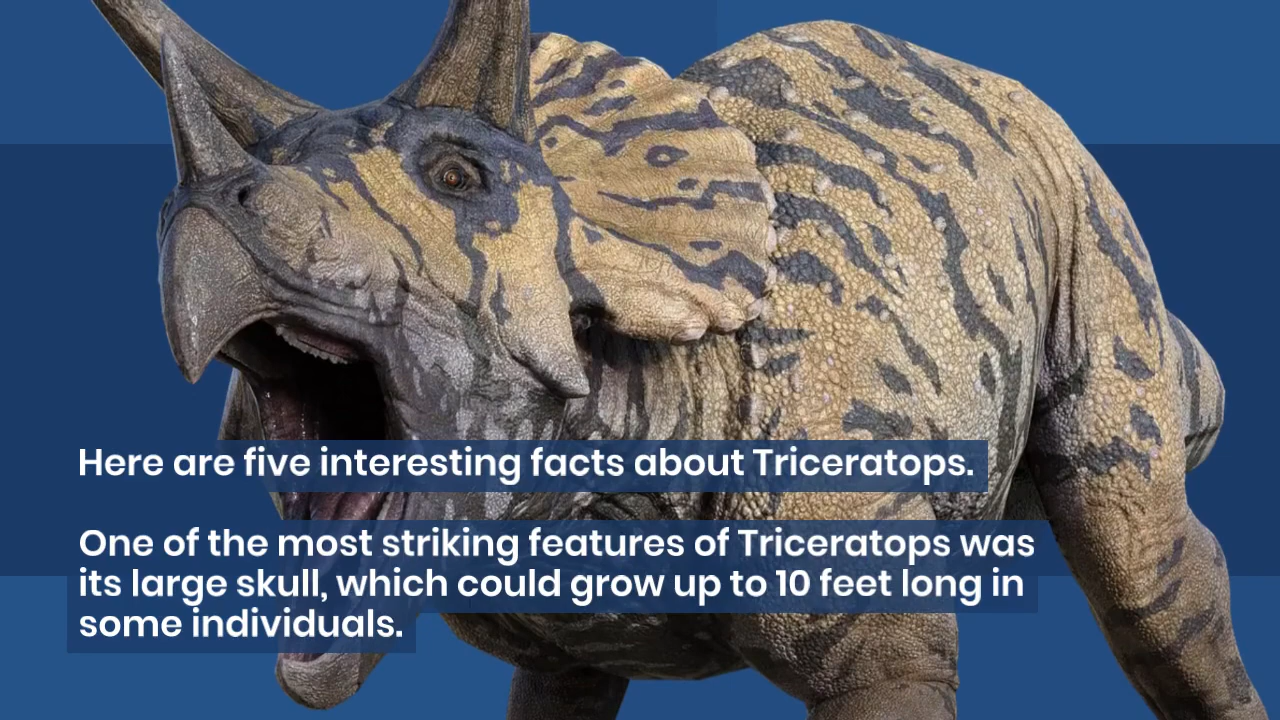 Here are five interesting facts about Triceratops.
One of the most striking features of Triceratops was
its large skull, which could grow up to 10 feet long in
some individuals.